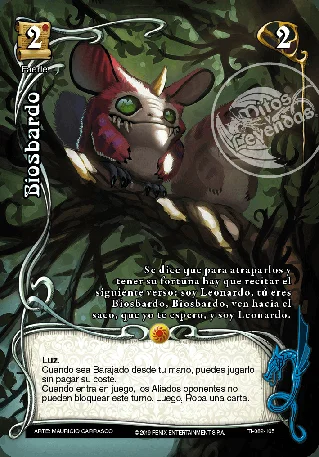 2
2
Faerie
Mitos y Leyendas
Biosbardo
Se dice que para atraparlos y
tener su fortuna hay que recitar el
siguiente verso: soy Leonardo, tú eres
Biosbardo, Biosbardo, ven hacia el
saco, que yo te espero, y soy Leonardo.
Luz.
Cuando sea Barajado desde tu mano, puedes jugarlo
sin pagar su coste.
Cuando entra en juego, los Aliados oponentes no
pueden bloquear este turno. Luego, Roba una carta.
ARTE: MAURICIO CARRASCO
©2019 FENIX ENTERTAINMENT S.P.A.